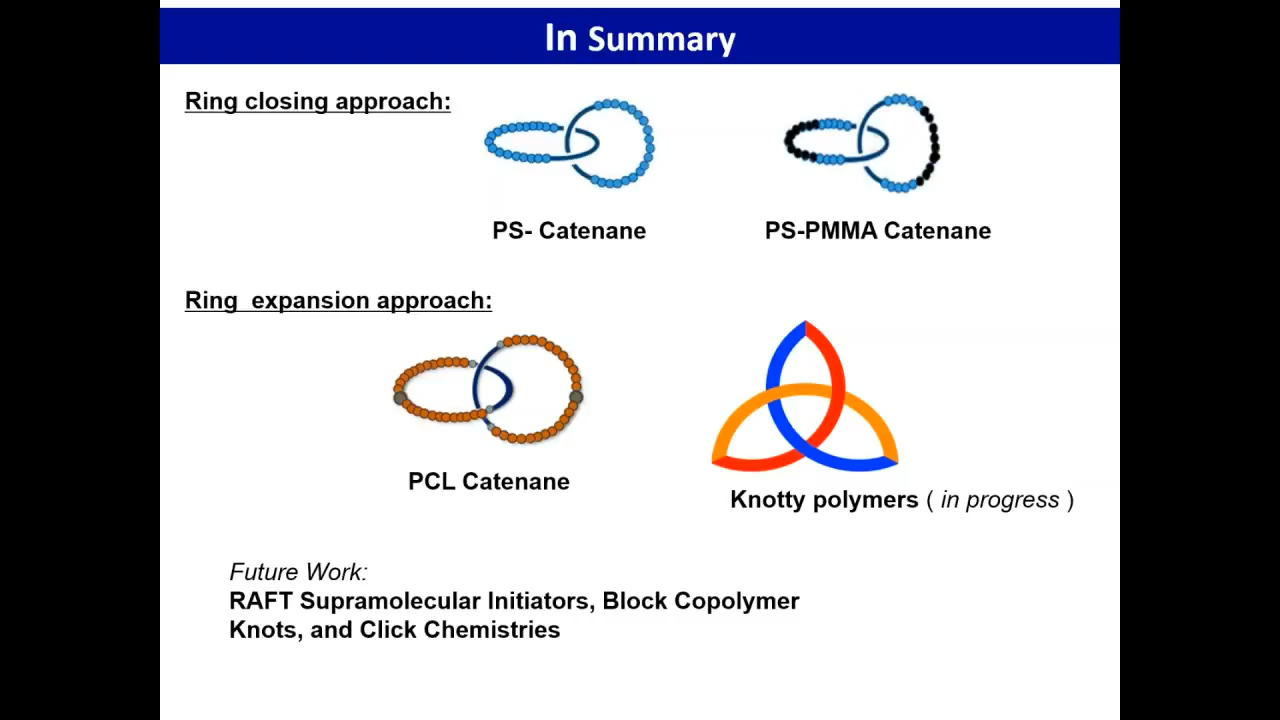 In Summary
Ring closing approach:
PS- Catenane
PS-PMMA Catenane
Ring expansion approach:
PCL Catenane
Knotty polymers ( in progress )
Future Work:
RAFT Supramolecular Initiators, Block Copolymer
Knots, and Click Chemistries